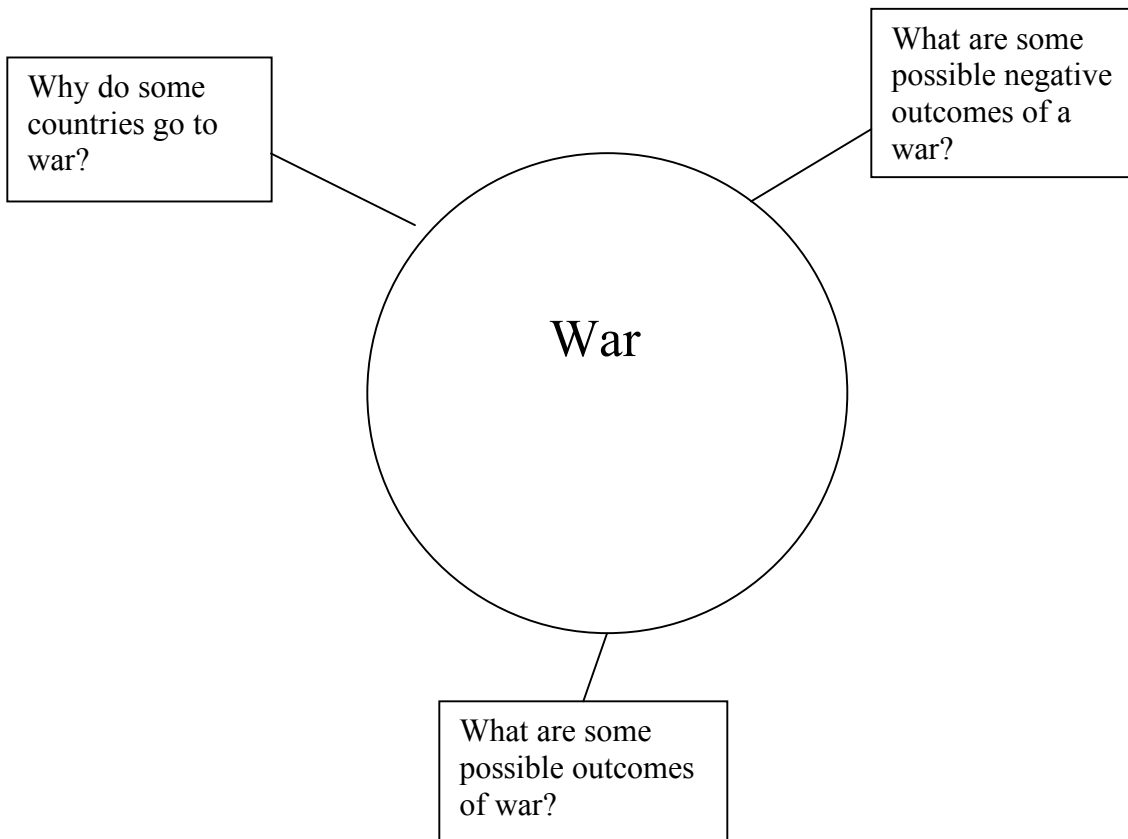 Why do some
countries go to
war?
What are some
possible negative
outcomes of a
war?
War
What are some
possible outcomes
of war?